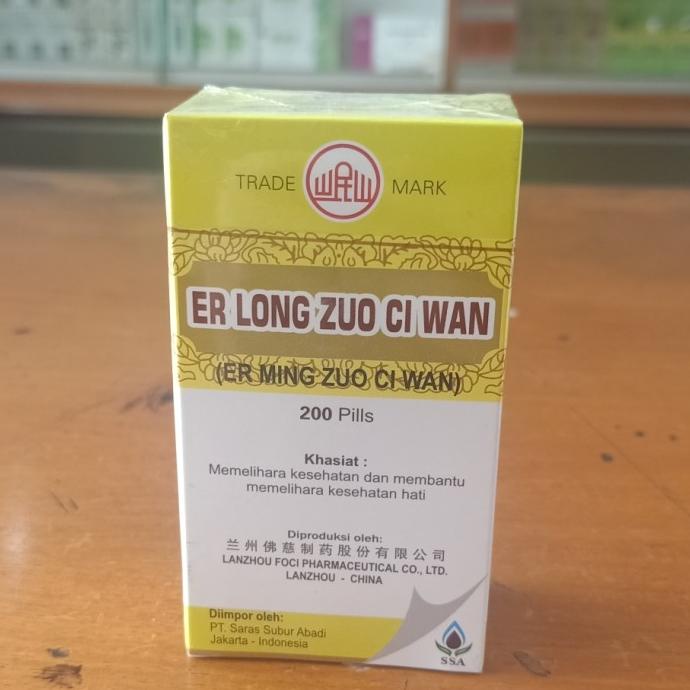 TRADE MARK
ER LONG ZUO CI WAN
(ER MING ZUO CI WAN)
200 Pills
Khasiat :
Memelihara kesehatan dan membantu
memelihara kesehatan hati
Diproduksi oleh:
兰州佛慈制药股份有限公司
LANZHOU FOCI PHARMACEUTICAL CO., LTD.
LANZHOU - CHINA
Diimpor oleh:
PT. Saras Subur Abadi
Jakarta - Indonesia
SSA